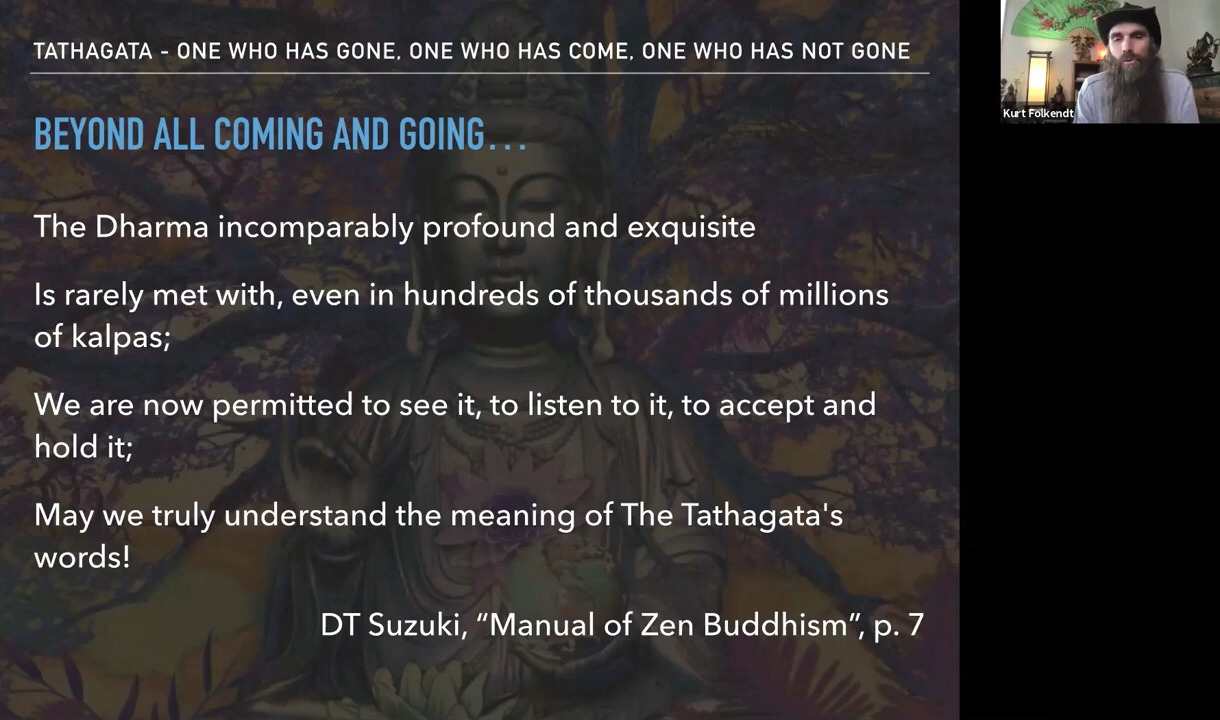 TATHAGATA - ONE WHO HAS GONE, ONE WHO HAS COME, ONE WHO HAS NOT GONE
BEYOND ALL COMING AND GOING...
The Dharma incomparably profound and exquisite
Is rarely met with, even in hundreds of thousands of millions
of kalpas;
We are now permitted to see it, to listen to it, to accept and
hold it;
May we truly understand the meaning of The Tathagata's
words!
DT Suzuki, “Manual of Zen Buddhism”, p. 7
Kurt Folkendt